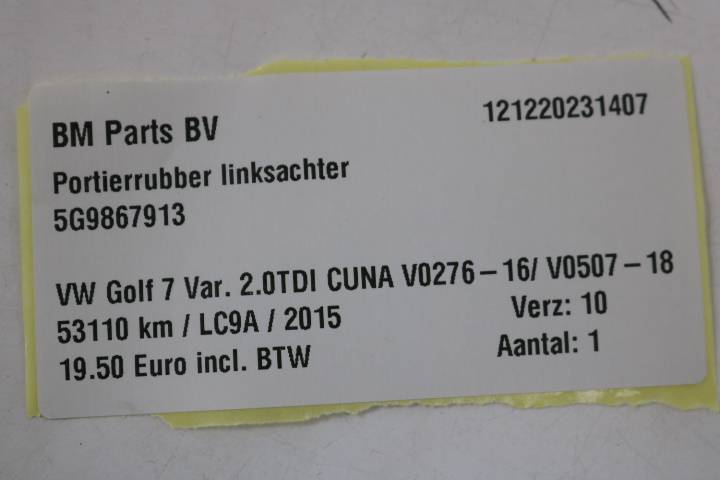 BM Parts BV 121220231407
Portierrubber linksachter
5G9867913
VW Golf 7 Var. 2.0TDI CUNA V0276-16/ V0507-18
53110 km / LC9A / 2015 Verz: 10
19.50 Euro incl. BTW Aantal: 1